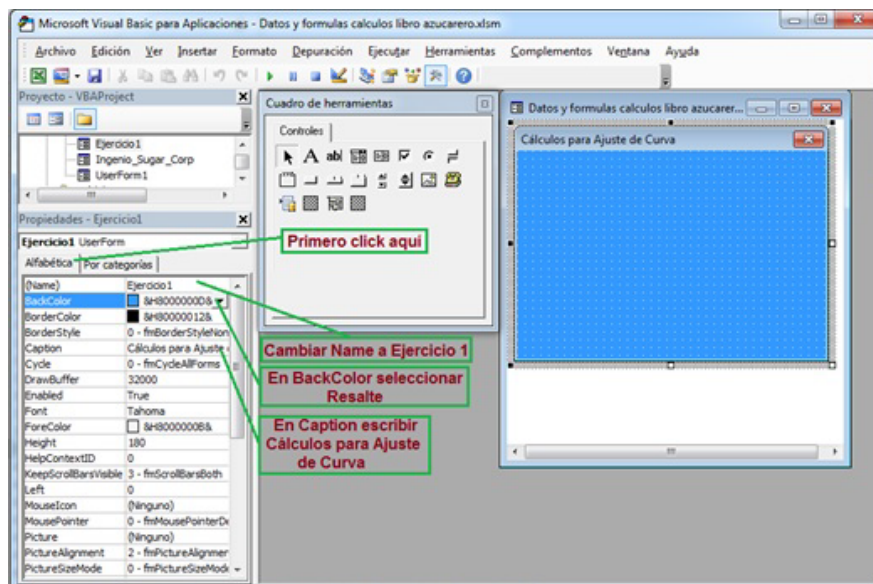 Microsoft Visual Basic para Aplicaciones - Datos y formulas calculos libro azucarero.xlsm
Archivo Edición Ver Insertar Formato Depuración Ejecutar Herramientas Complementos Ventana Ayuda
Proyecto - VBAProject
Ejercicio1
Ingenio_Sugar_Corp
UserForm1
Propiedades - Ejercicio1
Ejercicio1 UserForm
Alfabética Por categorías
(Name) Ejercicio1
BackColor &H8000000D&
BorderColor &H80000012&
BorderStyle 0 - fmBorderStyleNon
Caption Cálculos para Ajuste
Cycle 0 - fmCycleAllForms
DrawBuffer 32000
Enabled True
Font Tahoma
ForeColor &H8000000B&
Height 180
HelpContextID 0
KeepScrollBarsVisible 3 - fmScrollBarsBoth
Left 0
MouseIcon (Ninguno)
MousePointer 0 - fmMousePointerDe
Picture (Ninguno)
PictureAlignment 2 - fmPictureAlignmen
PictureSizeMode 0 - fmPictureSizeMod
Cuadro de herramientas
Controles
A ab
Primero click aqui
Cambiar Name a Ejercicio 1
En BackColor seleccionar
Resalte
En Caption escribir
Cálculos para Ajuste
de Curva
Datos y formulas calculos libro azucarer...
Cálculos para Ajuste de Curva